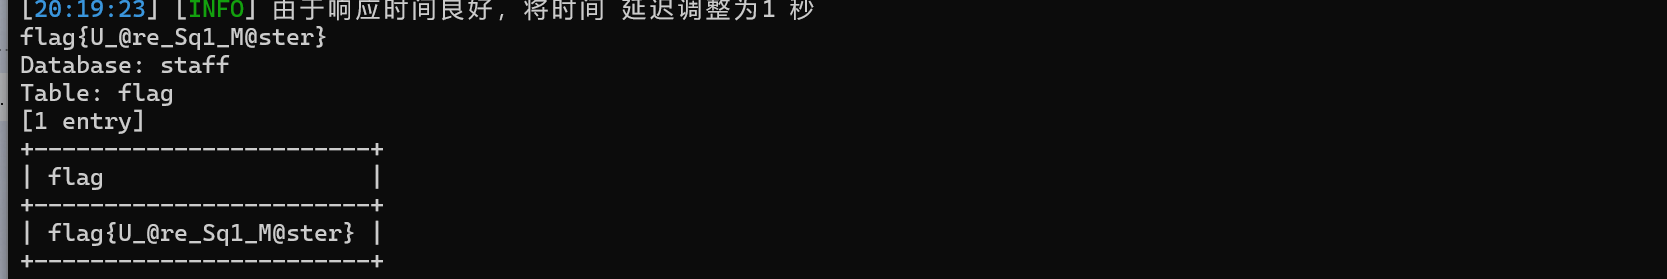 [20:19:23] [INFO] 由于响应时间良好，将时间 延迟调整为1 秒
flag{U_@re_Sq1_M@ster}
Database: staff
Table: flag
[1 entry]
+------------------------+
| flag                   |
+------------------------+
| flag{U_@re_Sq1_M@ster} |
+------------------------+